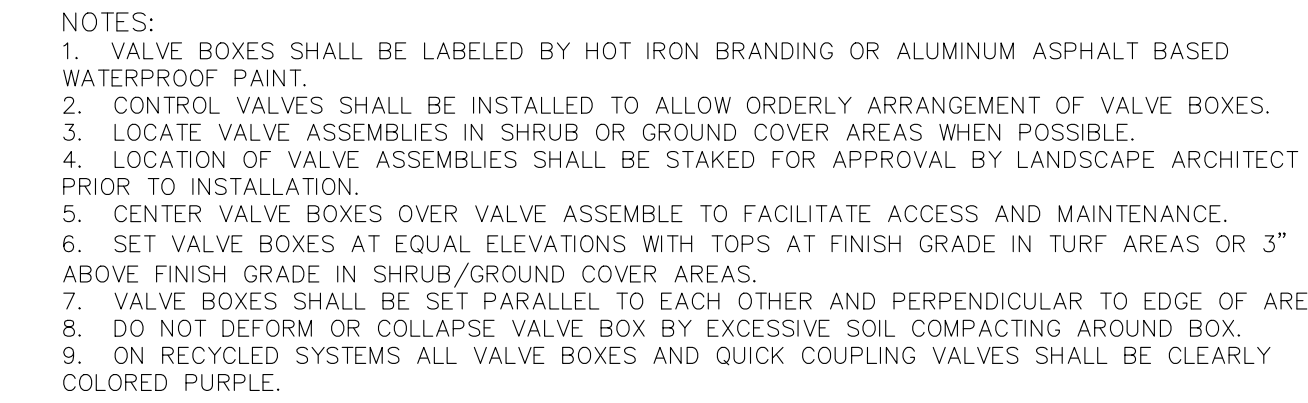 NOTES:
1. VALVE BOXES SHALL BE LABELED BY HOT IRON BRANDING OR ALUMINUM ASPHALT BASED
WATERPROOF PAINT.
2. CONTROL VALVES SHALL BE INSTALLED TO ALLOW ORDERLY ARRANGEMENT OF VALVE BOXES.
3. LOCATE VALVE ASSEMBLIES IN SHRUB OR GROUND COVER AREAS WHEN POSSIBLE.
4. LOCATION OF VALVE ASSEMBLIES SHALL BE STAKED FOR APPROVAL BY LANDSCAPE ARCHITECT
PRIOR TO INSTALLATION.
5. CENTER VALVE BOXES OVER VALVE ASSEMBLE TO FACILITATE ACCESS AND MAINTENANCE.
6. SET VALVE BOXES AT EQUAL ELEVATIONS WITH TOPS AT FINISH GRADE IN TURF AREAS OR 3”
ABOVE FINISH GRADE IN SHRUB/GROUND COVER AREAS.
7. VALVE BOXES SHALL BE SET PARALLEL TO EACH OTHER AND PERPENDICULAR TO EDGE OF ARE
8. DO NOT DEFORM OR COLLAPSE VALVE BOX BY EXCESSIVE SOIL COMPACTING AROUND BOX.
9. ON RECYCLED SYSTEMS ALL VALVE BOXES AND QUICK COUPLING VALVES SHALL BE CLEARLY
COLORED PURPLE.